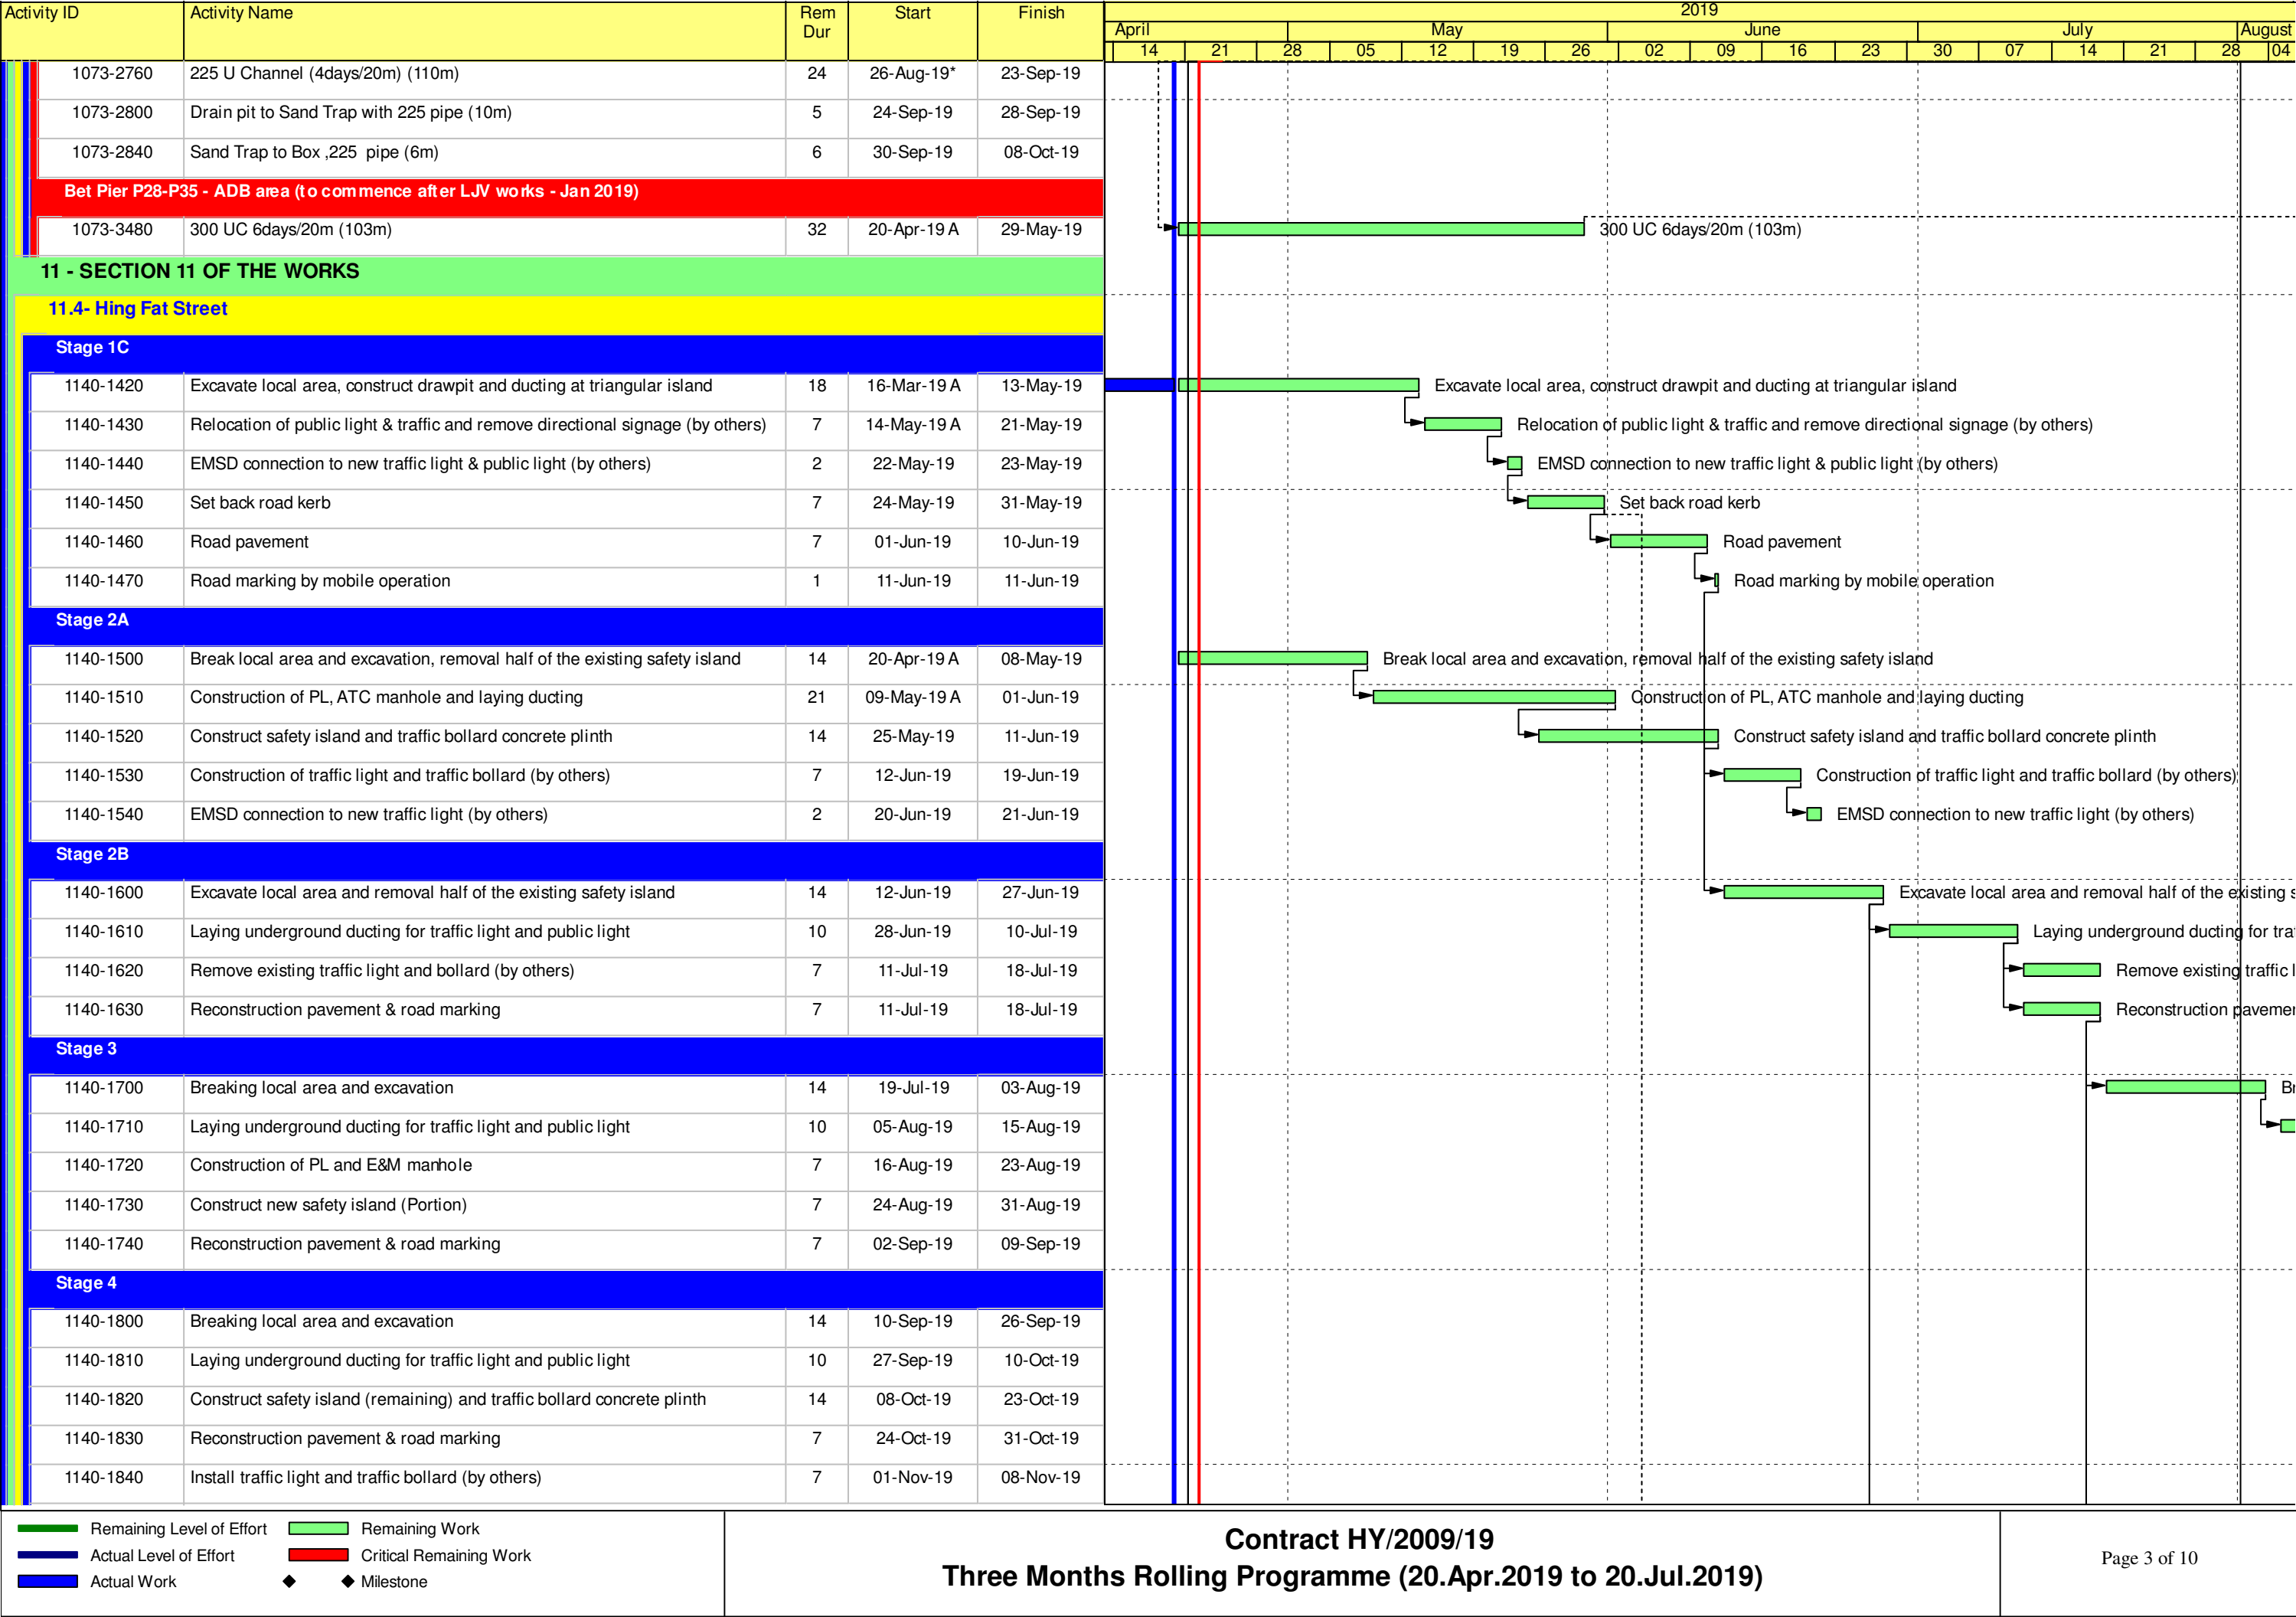 Activity ID Activity Name Rem Dur Start Finish 2019
April May June July August
14 21 28 05 12 19 26 02 09 16 23 30 07 14 21 28 04
1073-2760 225 U Channel (4days/20m) (110m) 24 26-Aug-19* 23-Sep-19
1073-2800 Drain pit to Sand Trap with 225 pipe (10m) 5 24-Sep-19 28-Sep-19
1073-2840 Sand Trap to Box ,225 pipe (6m) 6 30-Sep-19 08-Oct-19
Bet Pier P28-P35 - ADB area (to commence after LJV works - Jan 2019)
1073-3480 300 UC 6days/20m (103m) 32 20-Apr-19 A 29-May-19 300 UC 6days/20m (103m)
11 - SECTION 11 OF THE WORKS
11.4- Hing Fat Street
Stage 1C
1140-1420 Excavate local area, construct drawpit and ducting at triangular island 18 16-Mar-19 A 13-May-19 Excavate local area, construct drawpit and ducting at triangular island
1140-1430 Relocation of public light & traffic and remove directional signage (by others) 7 14-May-19 A 21-May-19 Relocation of public light & traffic and remove directional signage (by others)
1140-1440 EMSD connection to new traffic light & public light (by others) 2 22-May-19 23-May-19 EMSD connection to new traffic light & public light (by others)
1140-1450 Set back road kerb 7 24-May-19 31-May-19 Set back road kerb
1140-1460 Road pavement 7 01-Jun-19 10-Jun-19 Road pavement
1140-1470 Road marking by mobile operation 1 11-Jun-19 11-Jun-19 Road marking by mobile operation
Stage 2A
1140-1500 Break local area and excavation, removal half of the existing safety island 14 20-Apr-19 A 08-May-19 Break local area and excavation, removal half of the existing safety island
1140-1510 Construction of PL, ATC manhole and laying ducting 21 09-May-19 A 01-Jun-19 Construction of PL, ATC manhole and laying ducting
1140-1520 Construct safety island and traffic bollard concrete plinth 14 25-May-19 11-Jun-19 Construct safety island and traffic bollard concrete plinth
1140-1530 Construction of traffic light and traffic bollard (by others) 7 12-Jun-19 19-Jun-19 Construction of traffic light and traffic bollard (by others)
1140-1540 EMSD connection to new traffic light (by others) 2 20-Jun-19 21-Jun-19 EMSD connection to new traffic light (by others)
Stage 2B
1140-1600 Excavate local area and removal half of the existing safety island 14 12-Jun-19 27-Jun-19 Excavate local area and removal half of the existing s
1140-1610 Laying underground ducting for traffic light and public light 10 28-Jun-19 10-Jul-19 Laying underground ducting for tra
1140-1620 Remove existing traffic light and bollard (by others) 7 11-Jul-19 18-Jul-19 Remove existing traffic l
1140-1630 Reconstruction pavement & road marking 7 11-Jul-19 18-Jul-19 Reconstruction pavemen
Stage 3
1140-1700 Breaking local area and excavation 14 19-Jul-19 03-Aug-19 Br
1140-1710 Laying underground ducting for traffic light and public light 10 05-Aug-19 15-Aug-19
1140-1720 Construction of PL and E&M manhole 7 16-Aug-19 23-Aug-19
1140-1730 Construct new safety island (Portion) 7 24-Aug-19 31-Aug-19
1140-1740 Reconstruction pavement & road marking 7 02-Sep-19 09-Sep-19
Stage 4
1140-1800 Breaking local area and excavation 14 10-Sep-19 26-Sep-19
1140-1810 Laying underground ducting for traffic light and public light 10 27-Sep-19 10-Oct-19
1140-1820 Construct safety island (remaining) and traffic bollard concrete plinth 14 08-Oct-19 23-Oct-19
1140-1830 Reconstruction pavement & road marking 7 24-Oct-19 31-Oct-19
1140-1840 Install traffic light and traffic bollard (by others) 7 01-Nov-19 08-Nov-19
Remaining Level of Effort Remaining Work
Actual Level of Effort Critical Remaining Work
Actual Work Milestone
Contract HY/2009/19
Three Months Rolling Programme (20.Apr.2019 to 20.Jul.2019)
Page 3 of 10